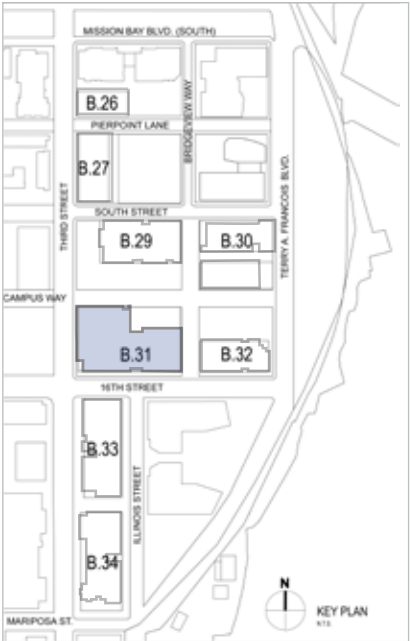 MISSION BAY BLVD. (SOUTH)
B.26
PIERPOINT LANE
BRIDGEVIEW WAY
B.27
THIRD STREET
SOUTH STREET
B.29
B.30
TERRY A. FRANCOIS BLVD.
CAMPUS WAY
B.31
B.32
16TH STREET
B.33
ILLINOIS STREET
B.34
MARIPOSA ST.
N
KEY PLAN
N.T.S.